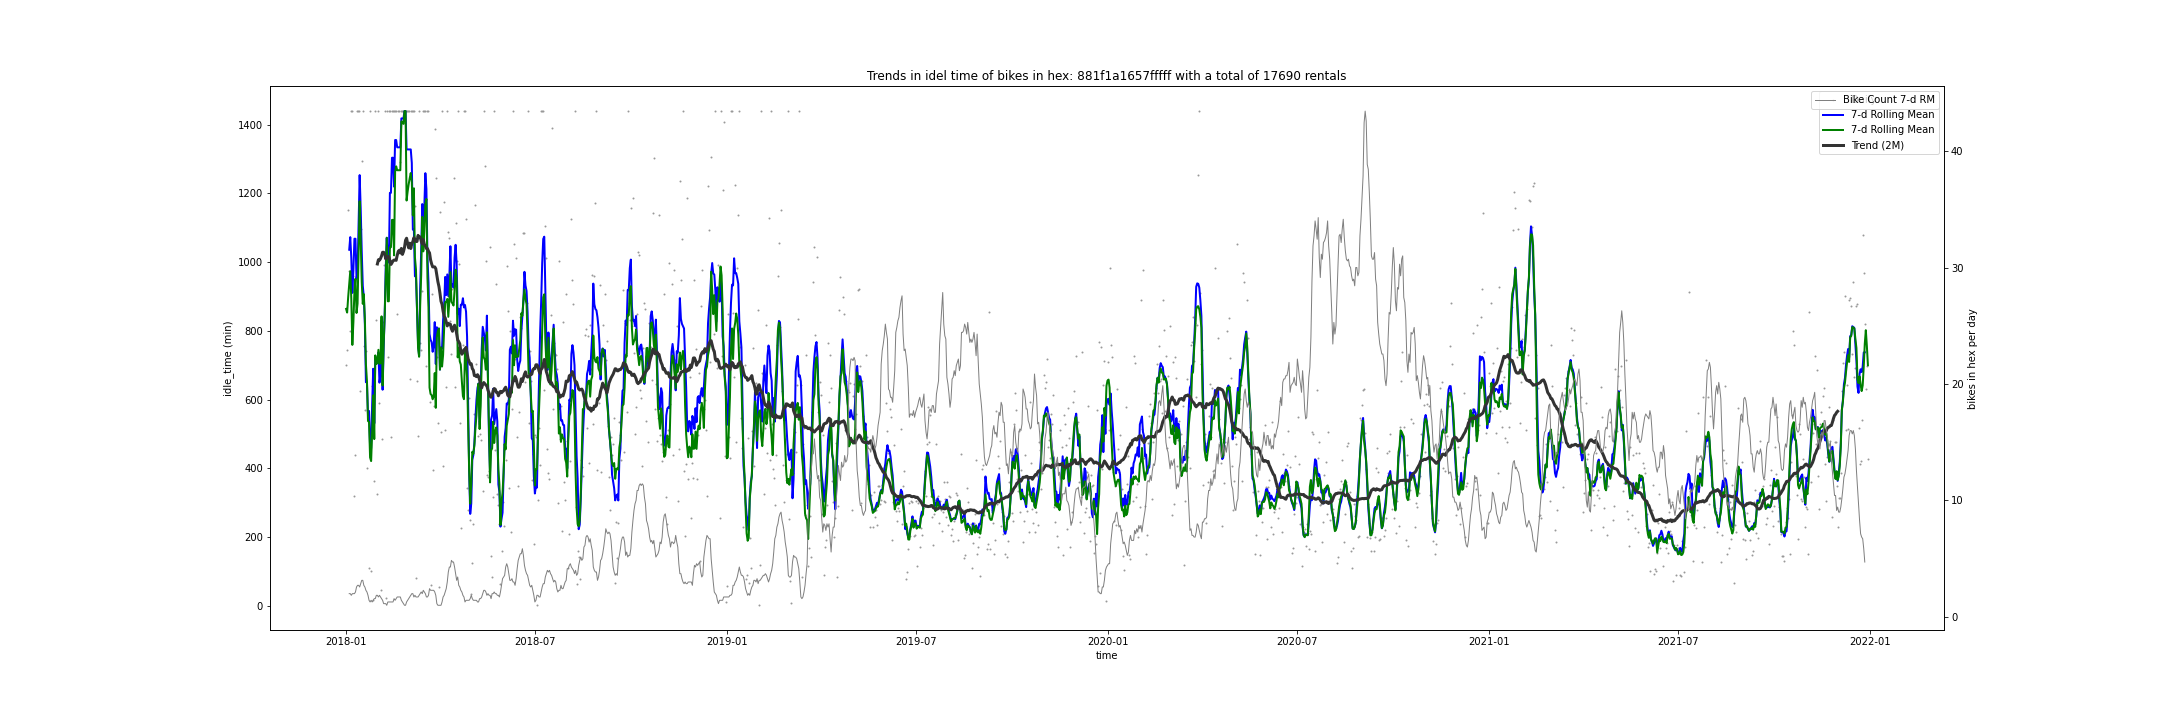 Trends in idel time of bikes in hex: 881f1a1657fffff with a total of 17690 rentals
Bike Count 7-d RM
7-d Rolling Mean
7-d Rolling Mean
Trend (2M)
idle_time (min)
1400
1200
1000
800
600
400
200
0
bikes in hex per day
40
30
20
10
0
2018-01
2018-07
2019-01
2019-07
2020-01
2020-07
2021-01
2021-07
2022-01
time